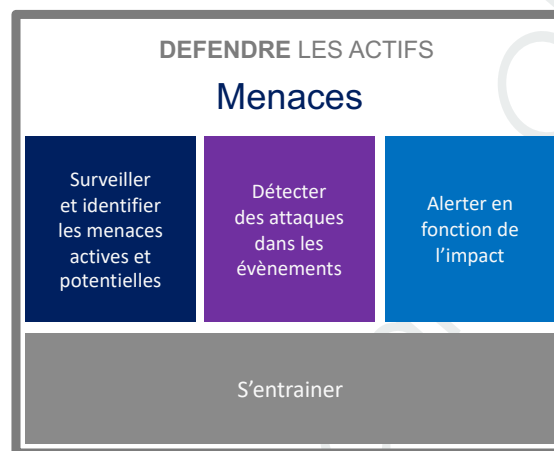 DEFENDRE LES ACTIFS
Menaces
Surveiller
et identifier
les menaces
actives et
potentielles
Détecter
des attaques
dans les
évènements
Alerter en
fonction de
l’impact
S’entrainer